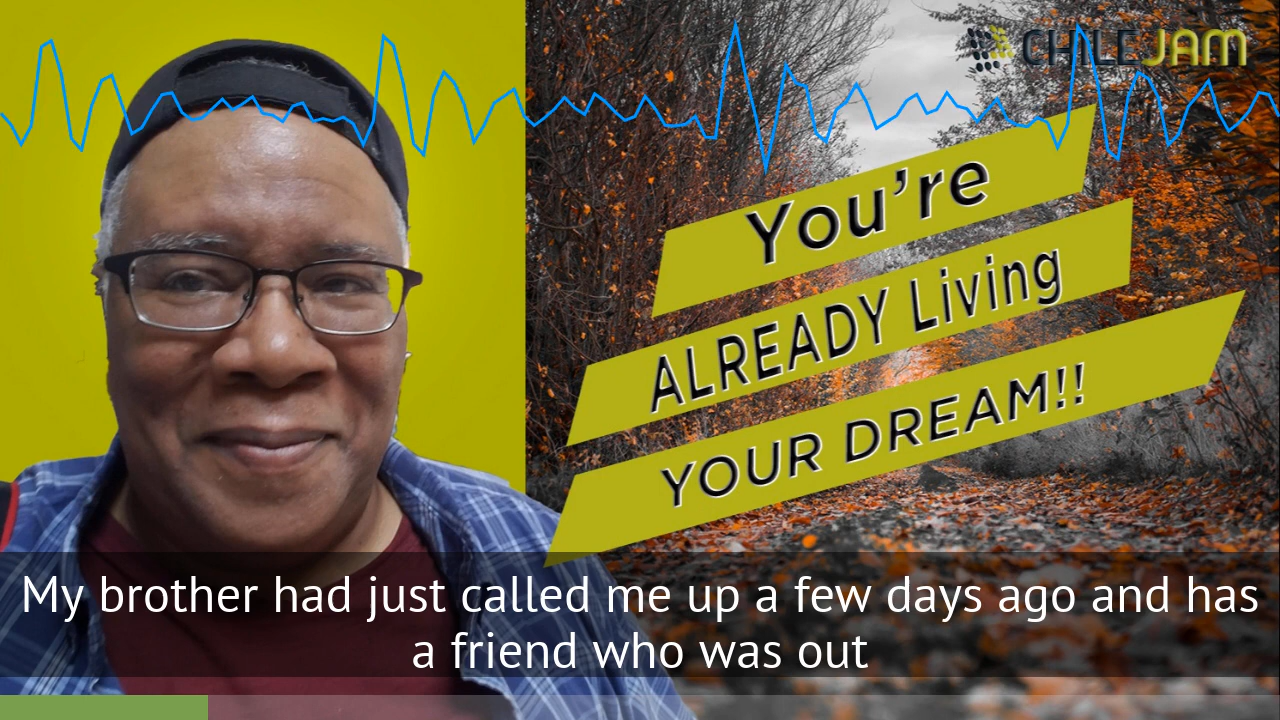 CHILEJAM
You're
ALREADY Living
YOUR DREAM!!
My brother had just called me up a few days ago and has
a friend who was out